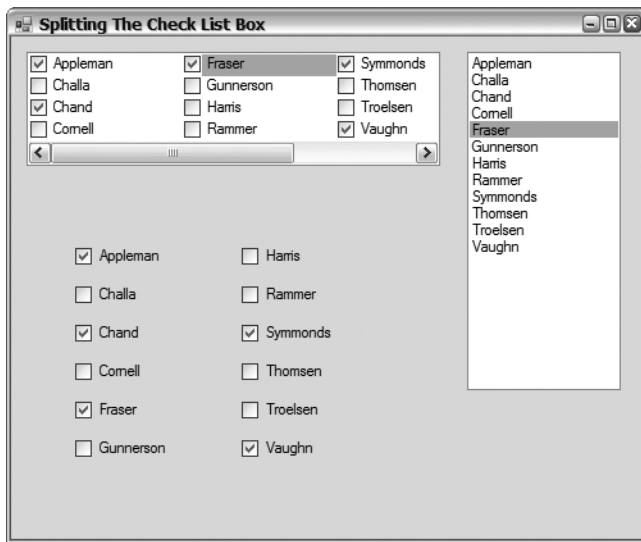 Splitting The Check List Box
Appleman Fraser Symmonds
Challa Gunnerson Thomsen
Chand Harris Troelsen
Cornell Rammer Vaughn
Appleman
Challa
Chand
Cornell
Fraser
Gunnerson
Harris
Rammer
Symmonds
Thomsen
Troelsen
Vaughn
Appleman Harris
Challa Rammer
Chand Symmonds
Cornell Thomsen
Fraser Troelsen
Gunnerson Vaughn